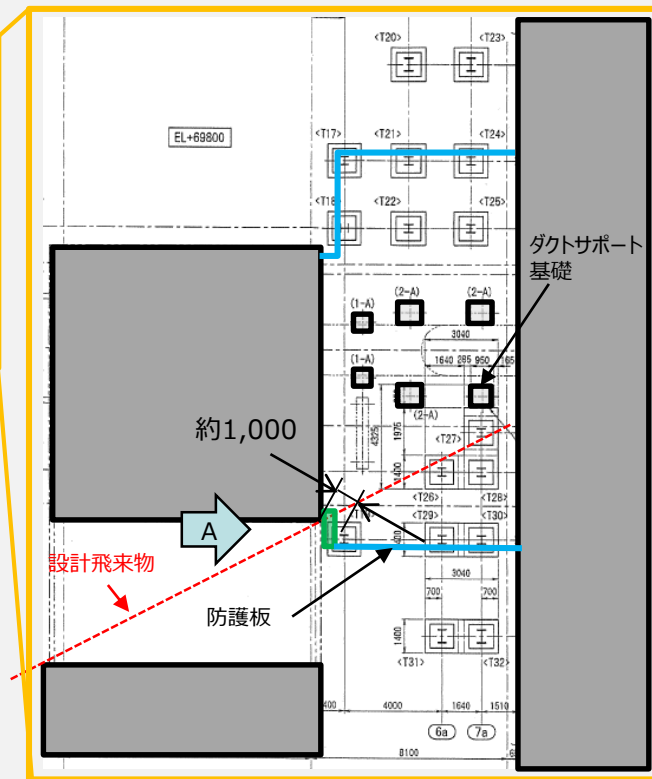 <T20>
<T23>
EL+69800
<T17>
<T21>
<T24>
<T18>
<T22>
<T25>
ダクトサポート
基礎
(2-A)
(2-A)
(1-A)
3040
1640
285
950
165
(1-A)
(2-A)
約1,000
4325
1975
<T27>
1400
<T26>
<T28>
A
<T29>
<T30>
設計飛来物
3040
防護板
700
700
1400
<T31>
<T32>
400
4000
1640
1510
6a
7a
8100